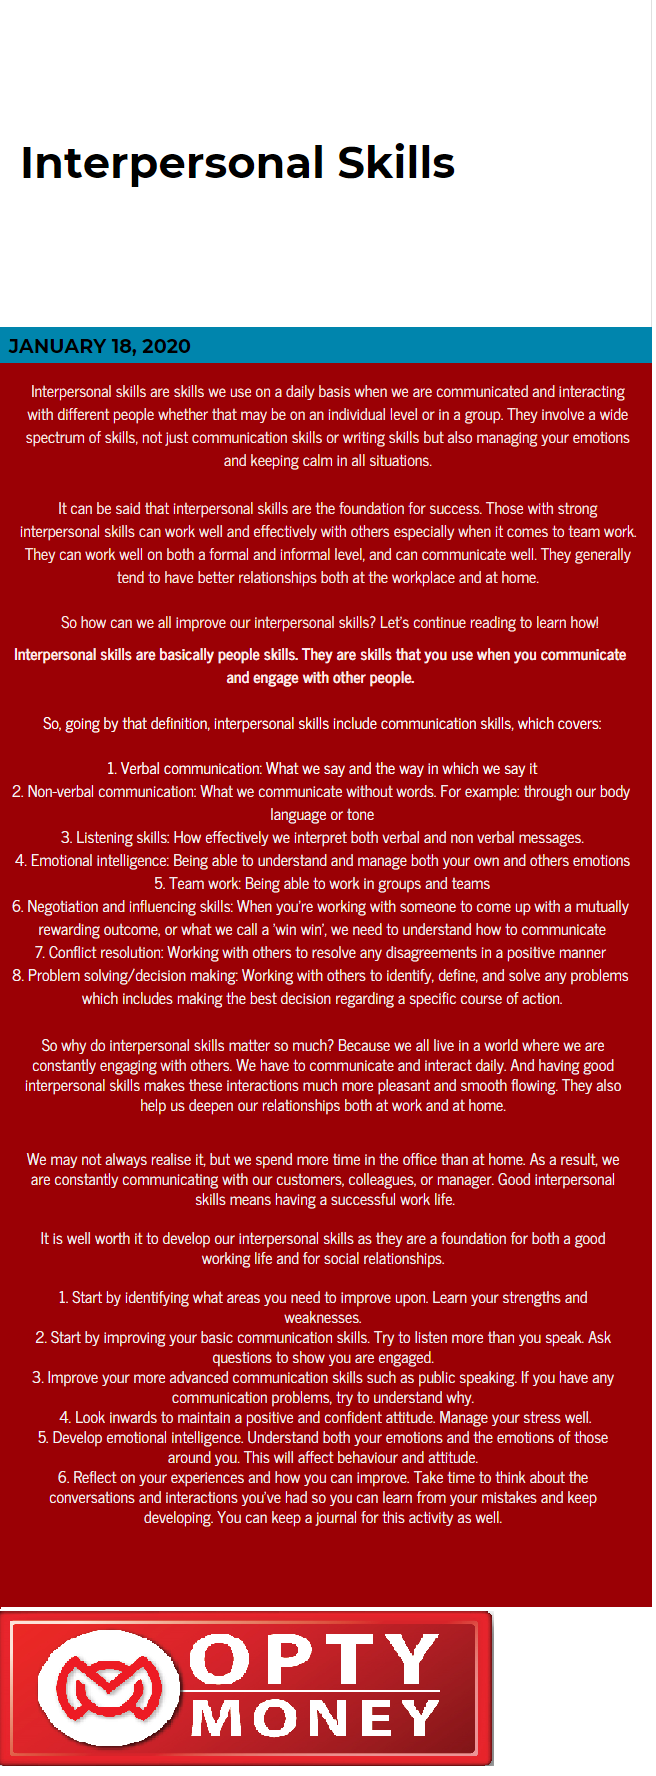 Interpersonal Skills
JANUARY 18, 2020
Interpersonal skills are skills we use on a daily basis when we are communicated and interacting
with different people whether that may be on an individual level or in a group. They involve a wide
spectrum of skills, not just communication skills or writing skills but also managing your emotions
and keeping calm in all situations.
It can be said that interpersonal skills are the foundation for success. Those with strong
interpersonal skills can work well and effectively with others especially when it comes to team work.
They can work well on both a formal and informal level, and can communicate well. They generally
tend to have better relationships both at the workplace and at home.
So how can we all improve our interpersonal skills? Let's continue reading to learn how!
Interpersonal skills are basically people skills. They are skills that you use when you communicate
and engage with other people.
So, going by that definition, interpersonal skills include communication skills, which covers:
1. Verbal communication: What we say and the way in which we say it
2. Non-verbal communication: What we communicate without words. For example: through our body
language or tone
3. Listening skills: How effectively we interpret both verbal and non verbal messages.
4. Emotional intelligence: Being able to understand and manage both your own and others emotions
5. Team work: Being able to work in groups and teams
6. Negotiation and influencing skills: When you're working with someone to come up with a mutually
rewarding outcome, or what we call a 'win win', we need to understand how to communicate
7. Conflict resolution: Working with others to resolve any disagreements in a positive manner
8. Problem solving/decision making: Working with others to identify, define, and solve any problems
which includes making the best decision regarding a specific course of action.
So why do interpersonal skills matter so much? Because we all live in a world where we are
constantly engaging with others. We have to communicate and interact daily. And having good
interpersonal skills makes these interactions much more pleasant and smooth flowing. They also
help us deepen our relationships both at work and at home.
We may not always realise it, but we spend more time in the office than at home. As a result, we
are constantly communicating with our customers, colleagues, or manager. Good interpersonal
skills means having a successful work life.
It is well worth it to develop our interpersonal skills as they are a foundation for both a good
working life and for social relationships.
1. Start by identifying what areas you need to improve upon. Learn your strengths and
weaknesses.
2. Start by improving your basic communication skills. Try to listen more than you speak. Ask
questions to show you are engaged.
3. Improve your more advanced communication skills such as public speaking. If you have any
communication problems, try to understand why.
4. Look inwards to maintain a positive and confident attitude. Manage your stress well.
5. Develop emotional intelligence. Understand both your emotions and the emotions of those
around you. This will affect behaviour and attitude.
6. Reflect on your experiences and how you can improve. Take time to think about the
conversations and interactions you've had so you can learn from your mistakes and keep
developing. You can keep a journal for this activity as well.
OPTY
MONEY